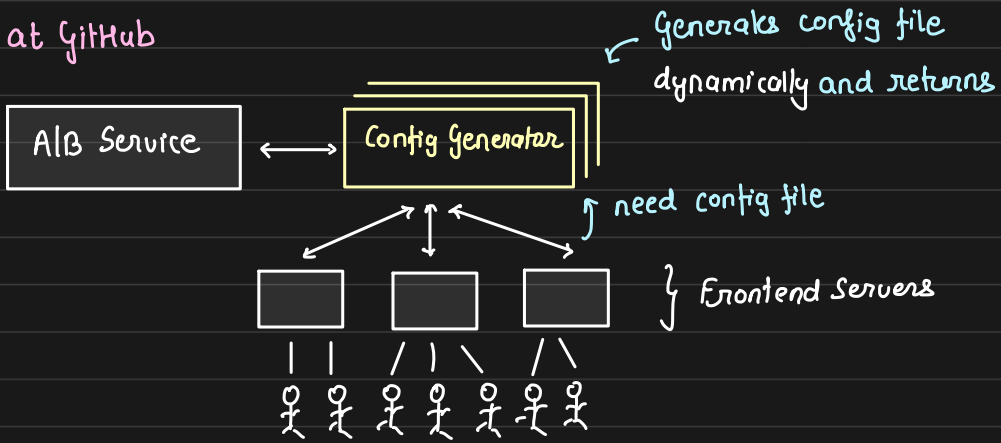 at GitHub
Generates config file
dynamically and returns
A/B Service
Config Generator
need config file
Frontend Servers